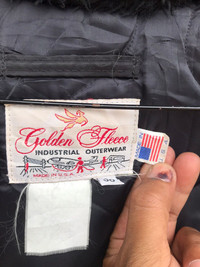 Golden Fleece
INDUSTRIAL OUTERWEAR
MADE IN U.S.A.